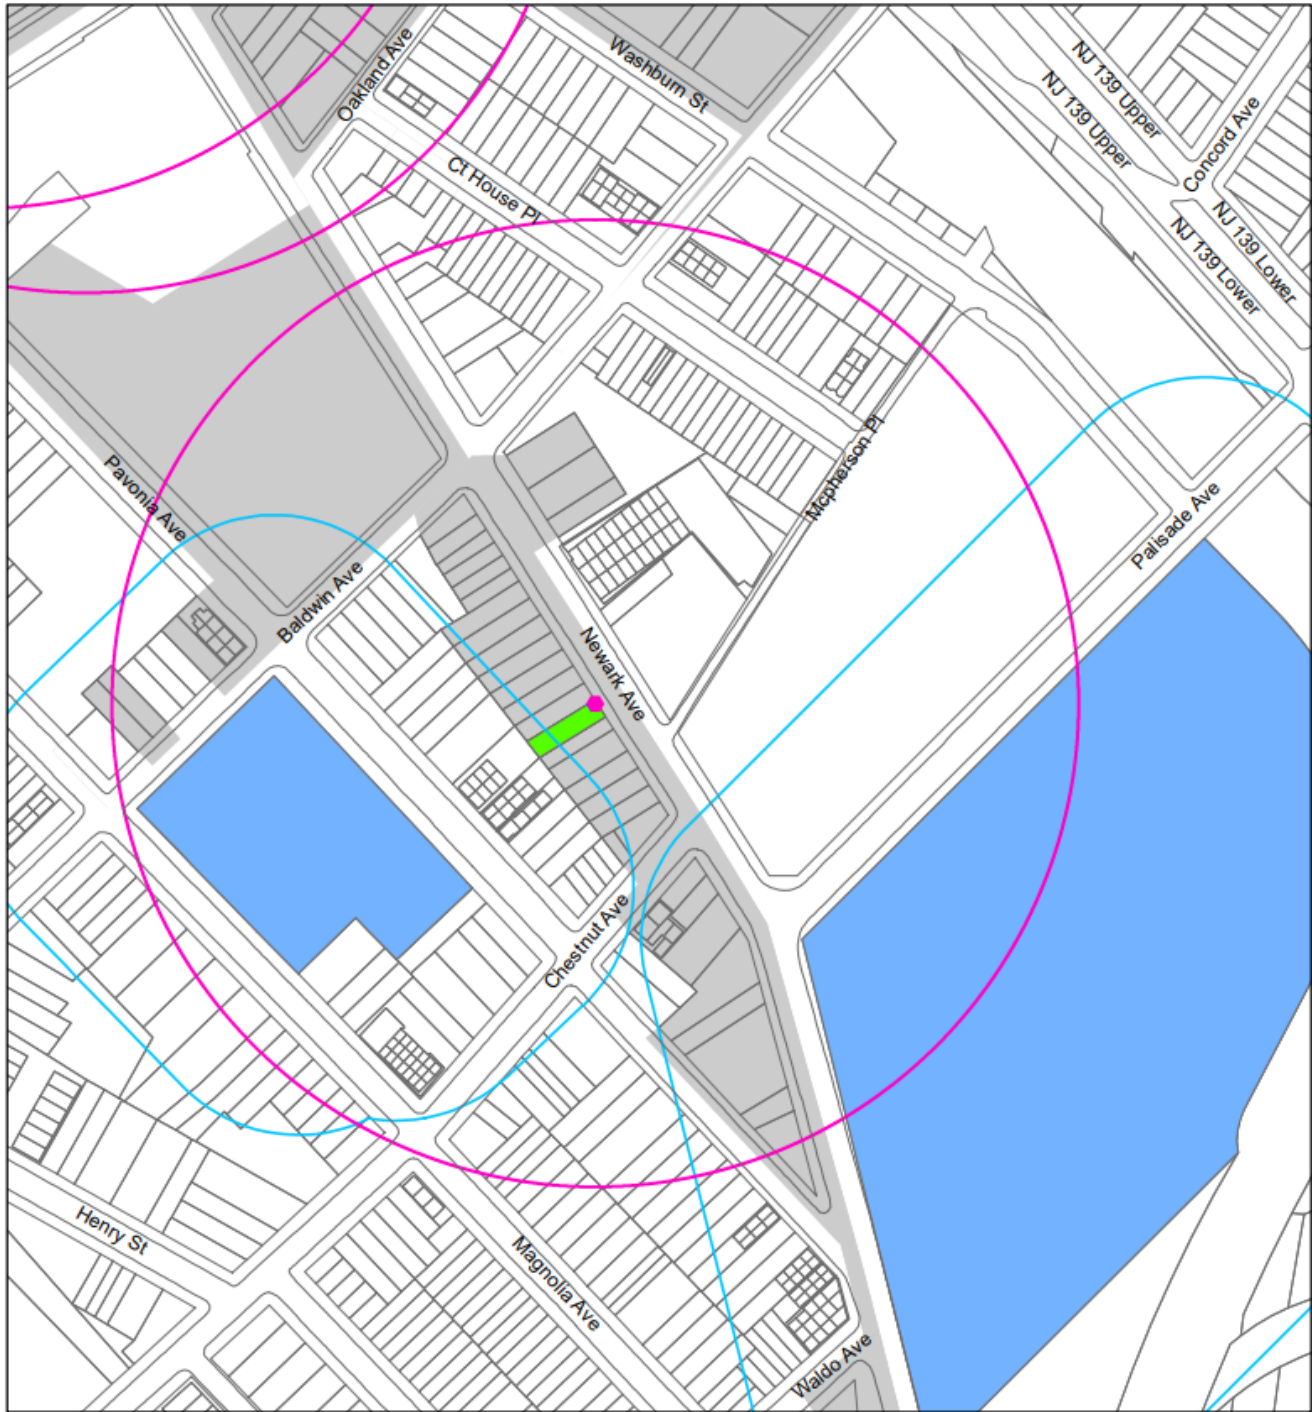 Oakland Ave
Washburn St
NJ 139 Upper
NJ 139 Upper
Concord Ave
Ct House Pl
NJ 139 Lower
NJ 139 Lower
Pavonia Ave
Mcpherson Pl
Palisade Ave
Baldwin Ave
Newark Ave
Chestnut Ave
Henry St
Magnolia Ave
Waldo Ave